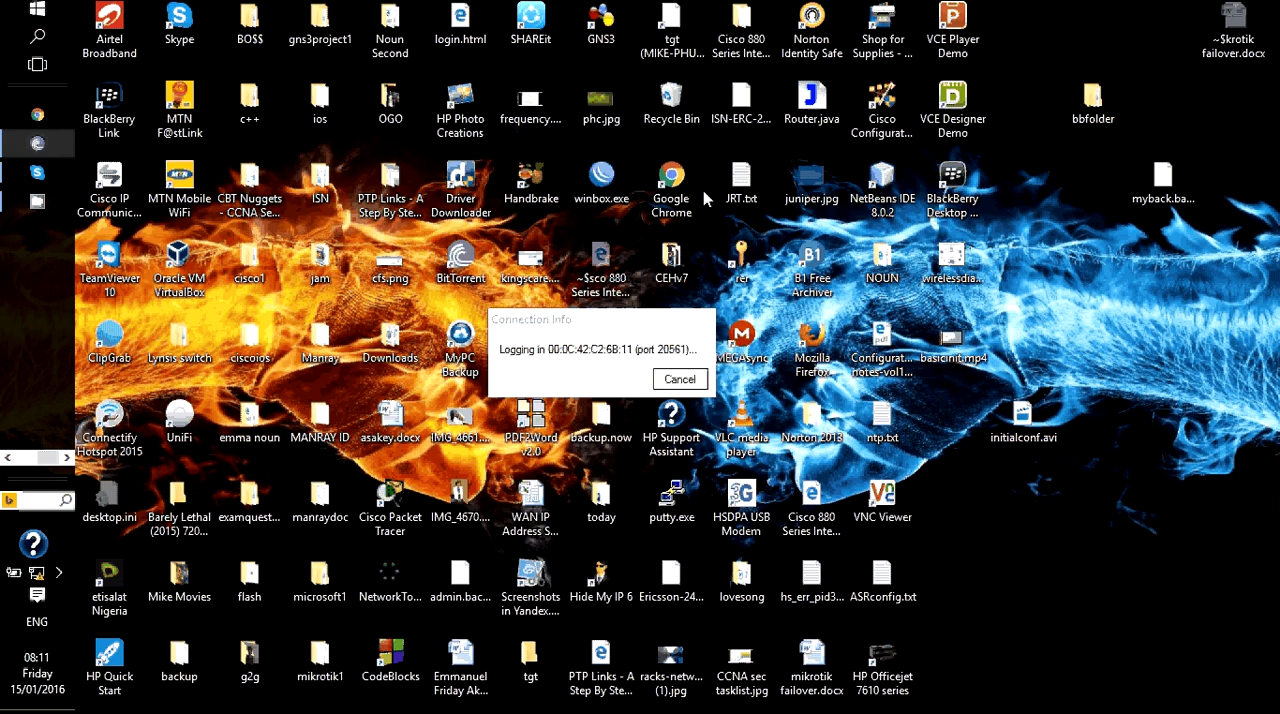 Airtel
Broadband
Skype
BO$$
gns3project1
Noun
Second
login.html
SHAREit
GNS3
tgt
(MIKE-PHU...
Cisco 880
Series Inte...
Norton
Identity Safe
Shop for
Supplies - ...
VCE Player
Demo
~$krotik
failover.docx
BlackBerry
Link
MTN
F@stLink
c++
ios
OGO
HP Photo
Creations
frequency....
phc.jpg
Recycle Bin
ISN-ERC-2...
Router.java
Cisco
Configurat...
VCE Designer
Demo
bbfolder
Cisco IP
Communic...
MTN Mobile
WiFi
CBT Nuggets
- CCNA Se...
ISN
PTP Links - A
Step By Ste...
Driver
Downloader
Handbrake
winbox.exe
Google
Chrome
JRT.txt
juniper.jpg
NetBeans IDE
8.0.2
BlackBerry
Desktop ...
myback.ba...
TeamViewer
10
Oracle VM
VirtualBox
cisco1
jam
cfs.png
BitTorrent
kingscare...
~$sco 880
Series Inte...
CEHv7
rer
B1 Free
Archiver
NOUN
wirelessdia...
Connection Info
Logging in 00:0C:42:C2:6B:11 (port 20561)...
Cancel
ClipGrab
Lynsis switch
ciscoios
Manray
Downloads
MyPC
Backup
MEGAsync
Mozilla
Firefox
Configurat...
notes-vol1...
basicinit.mp4
Connectify
Hotspot 2015
UniFi
emma noun
MANRAY ID
asakey.docx
IMG_4661....
PDF2Word
v2.0
backup.now
HP Support
Assistant
VLC media
player
Norton 2013
ntp.txt
initialconf.avi
desktop.ini
Barely Lethal
(2015) 720...
examquest...
manraydoc
Cisco Packet
Tracer
IMG_4670....
WAN IP
Address S...
today
putty.exe
HSDPA USB
Modem
Cisco 880
Series Inte...
VNC Viewer
etisalat
Nigeria
Mike Movies
flash
microsoft1
NetworkTo...
admin.bac...
Screenshots
in Yandex....
Hide My IP 6
Ericsson-24...
lovesong
hs_err_pid3...
ASRconfig.txt
ENG
08:11
Friday
15/01/2016
HP Quick
Start
backup
g2g
mikrotik1
CodeBlocks
Emmanuel
Friday Ak...
tgt
PTP Links - A
Step By Ste...
racks-netw...
(1).jpg
CCNA sec
tasklist.jpg
mikrotik
failover.docx
HP Officejet
7610 series